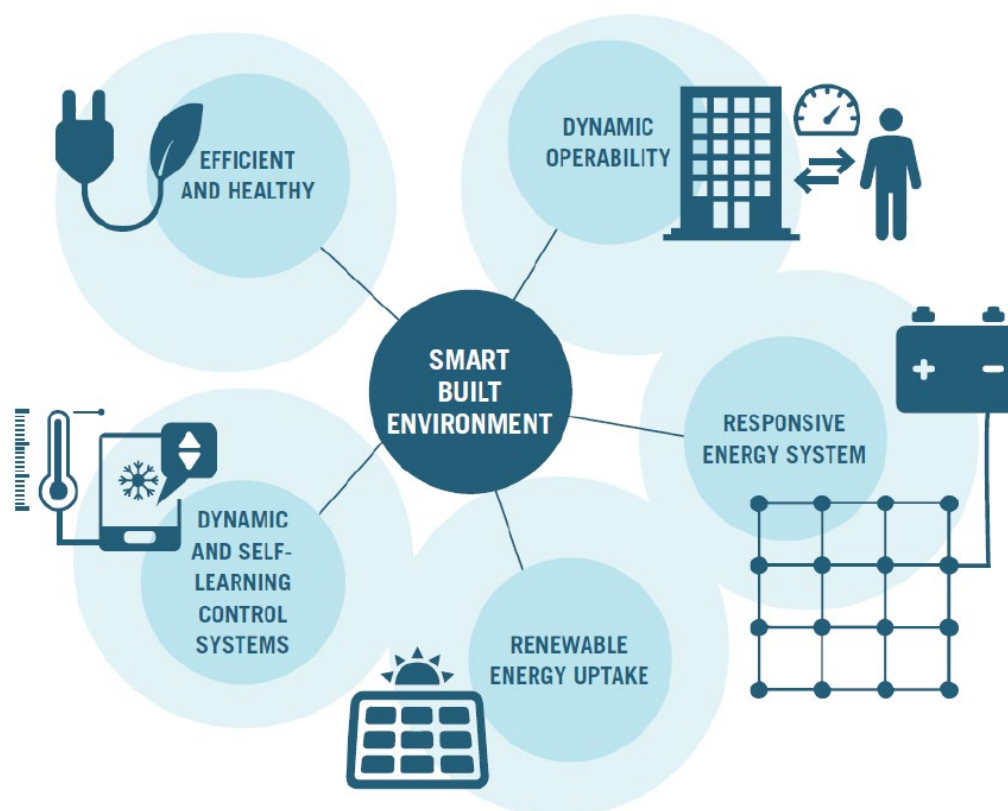 EFFICIENT
AND HEALTHY
DYNAMIC
OPERABILITY
SMART
BUILT
ENVIRONMENT
RESPONSIVE
ENERGY SYSTEM
DYNAMIC
AND SELF-
LEARNING
CONTROL
SYSTEMS
RENEWABLE
ENERGY UPTAKE